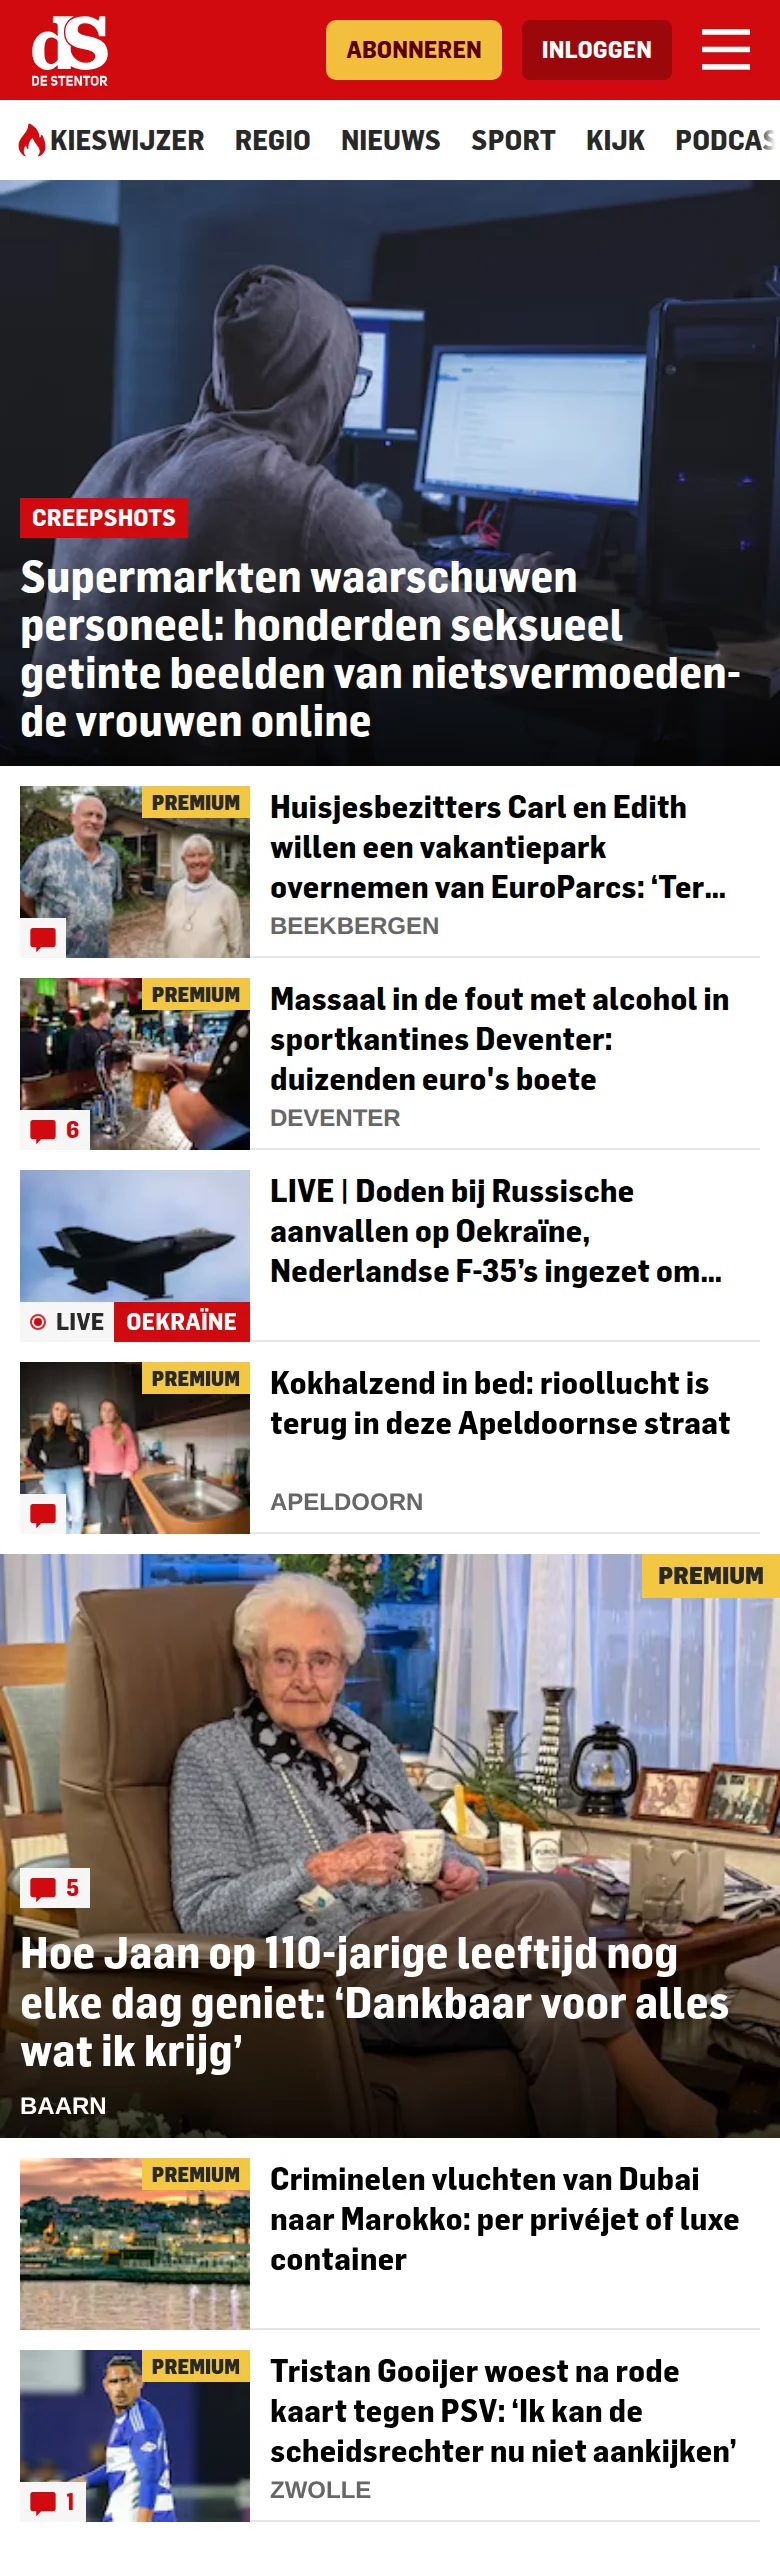 dS
DE STENTOR
ABONNEREN
INLOGGEN
KIESWIJZER REGIO NIEUWS SPORT KIJK PODCAS
CREEPSHOTS
Supermarkten waarschuwen
personeel: honderden seksueel
getinte beelden van nietsvermoeden-
de vrouwen online
PREMIUM
Huisjesbezitters Carl en Edith
willen een vakantiepark
overnemen van EuroParcs: ‘Ter...
BEEKBERGEN
PREMIUM
6
Massaal in de fout met alcohol in
sportkantines Deventer:
duizenden euro's boete
DEVENTER
LIVE OEKRAÏNE
LIVE | Doden bij Russische
aanvallen op Oekraïne,
Nederlandse F-35’s ingezet om...
PREMIUM
Kokhalzend in bed: rioollucht is
terug in deze Apeldoornse straat
APELDOORN
PREMIUM
5
Hoe Jaan op 110-jarige leeftijd nog
elke dag geniet: ‘Dankbaar voor alles
wat ik krijg’
BAARN
PREMIUM
Criminelen vluchten van Dubai
naar Marokko: per privéjet of luxe
container
PREMIUM
1
Tristan Gooijer woest na rode
kaart tegen PSV: ‘Ik kan de
scheidsrechter nu niet aankijken’
ZWOLLE